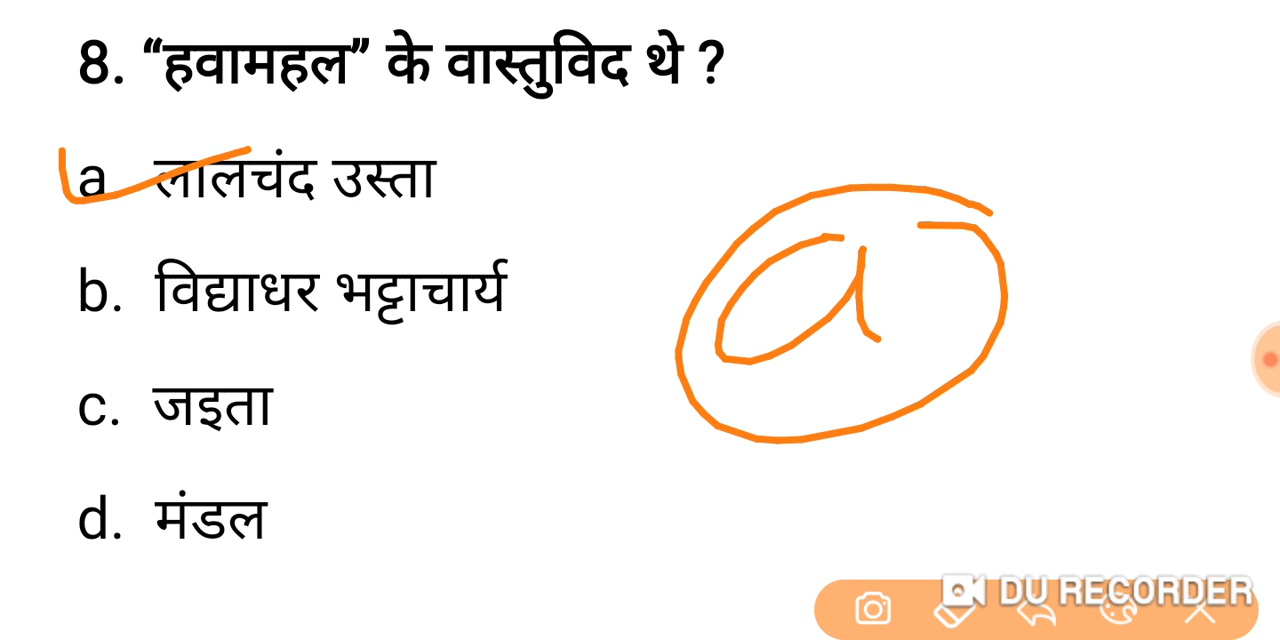 8. “हवामहल” के वास्तुविद थे ?
a लालचंद उस्ता
a
b. विद्याधर भट्टाचार्य
c. जइता
d. मंडल
DU RECORDER